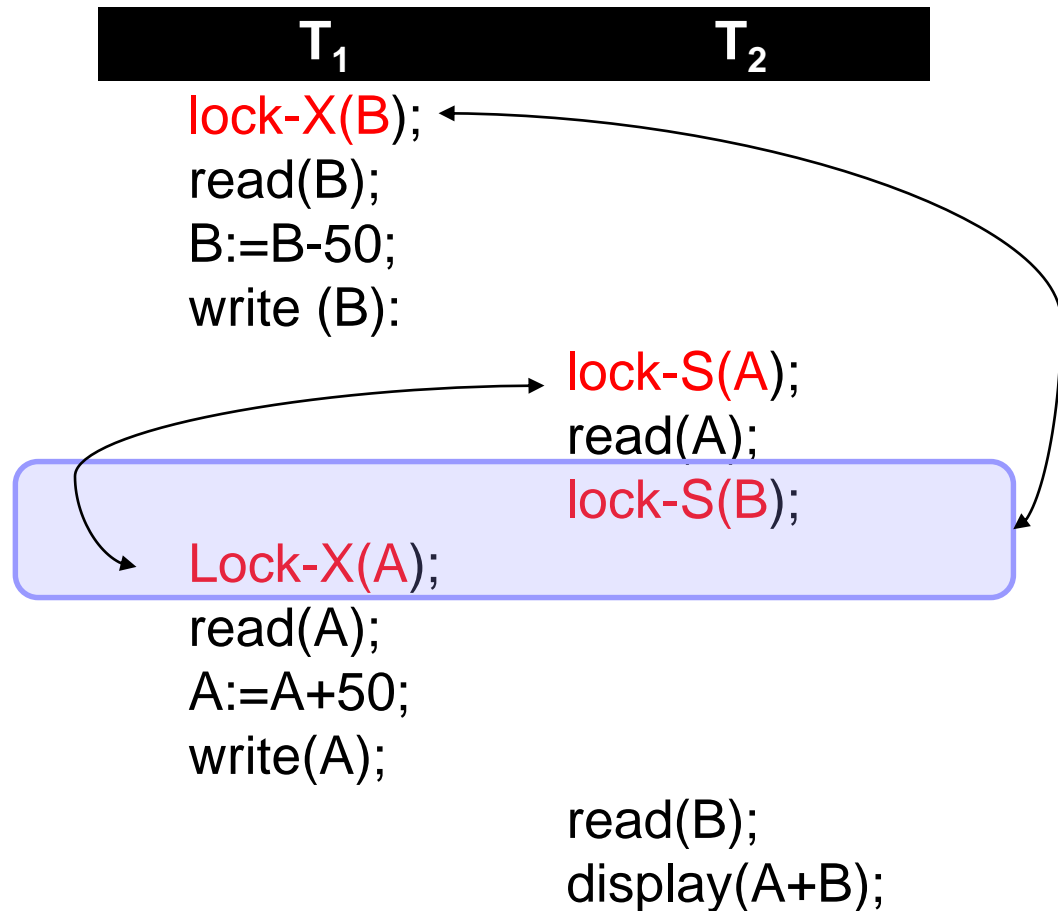 T₁ T₂
lock-X(B);
read(B);
B:=B-50;
write (B):
lock-S(A);
read(A);
lock-S(B);
Lock-X(A);
read(A);
A:=A+50;
write(A);
read(B);
display(A+B);